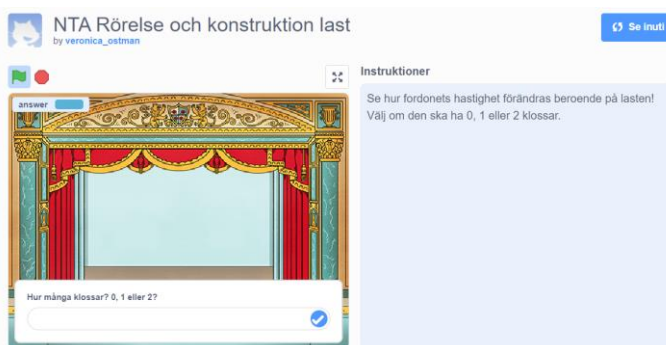 NTA Rörelse och konstruktion last
by veronica_ostman
Se inuti
answer
Hur många klossar? 0, 1 eller 2?
Instruktioner
Se hur fordonets hastighet förändras beroende på lasten!
Välj om den ska ha 0, 1 eller 2 klossar.